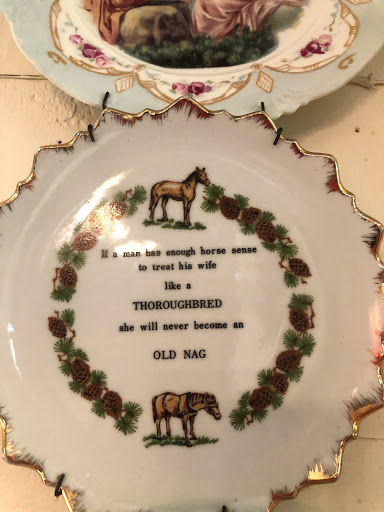 If a man has enough horse sense
to treat his wife
like a
THOROUGHBRED
she will never become an
OLD NAG